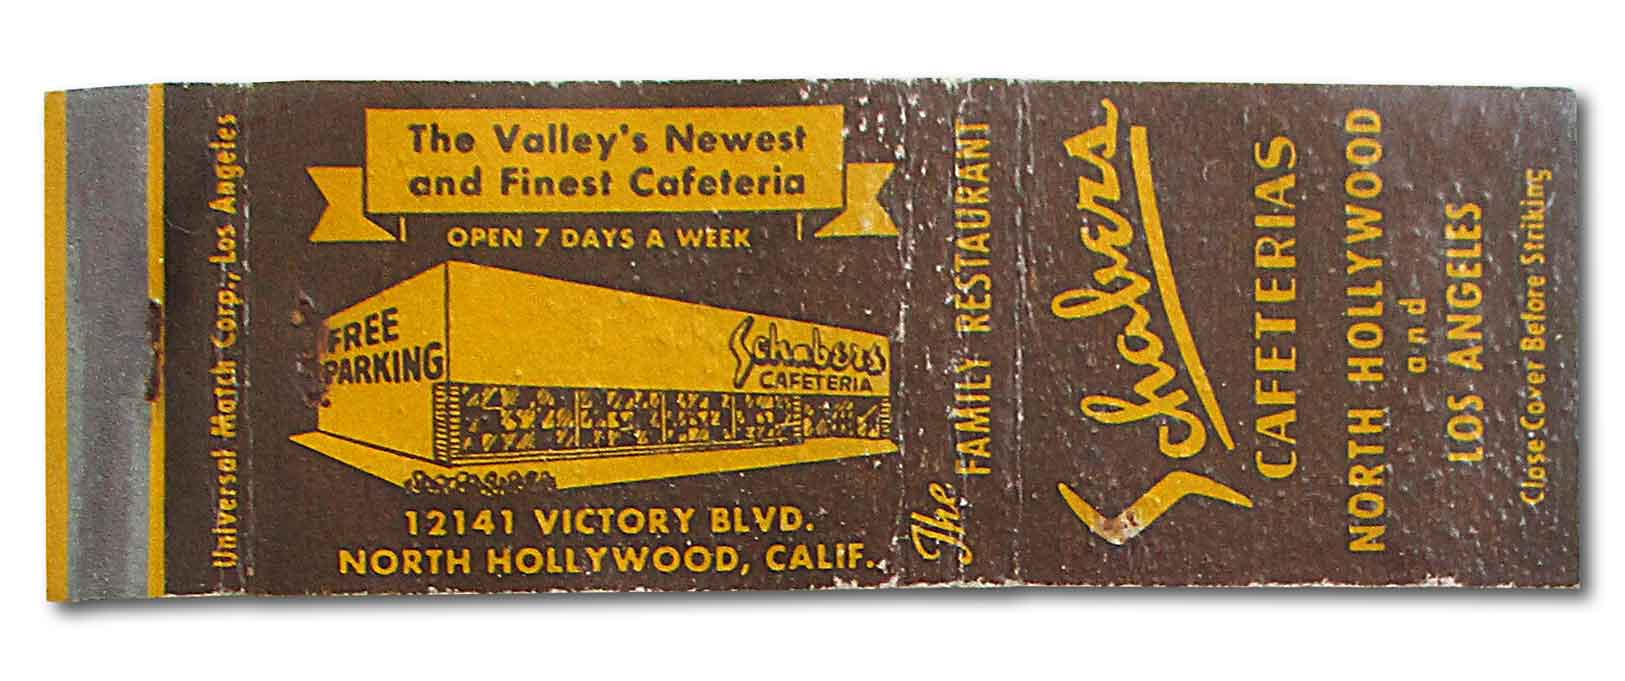 Universal Match Corp., Los Angeles
The Valley's Newest
and Finest Cafeteria
OPEN 7 DAYS A WEEK
FREE
PARKING
Schabers
CAFETERIA
12141 VICTORY BLVD.
NORTH HOLLYWOOD, CALIF.
The FAMILY RESTAURANT
Schabers
CAFETERIAS
NORTH HOLLYWOOD
and
LOS ANGELES
Close Cover Before Striking